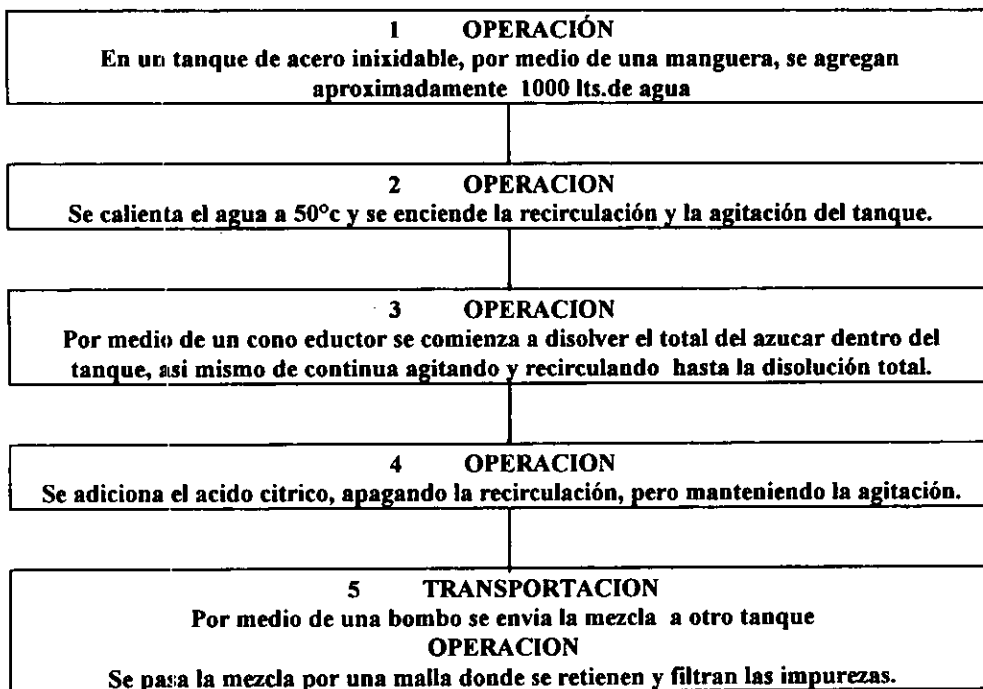 1 OPERACIÓN
En un tanque de acero inixidable, por medio de una manguera, se agregan
aproximadamente 1000 lts.de agua
2 OPERACION
Se calienta el agua a 50°c y se enciende la recirculación y la agitación del tanque.
3 OPERACION
Por medio de un cono eductor se comienza a disolver el total del azucar dentro del
tanque, asi mismo de continua agitando y recirculando hasta la disolución total.
4 OPERACION
Se adiciona el acido citrico, apagando la recirculación, pero manteniendo la agitación.
5 TRANSPORTACION
Por medio de una bombo se envía la mezcla a otro tanque
OPERACION
Se pasa la mezcla por una malla donde se retienen y filtran las impurezas.